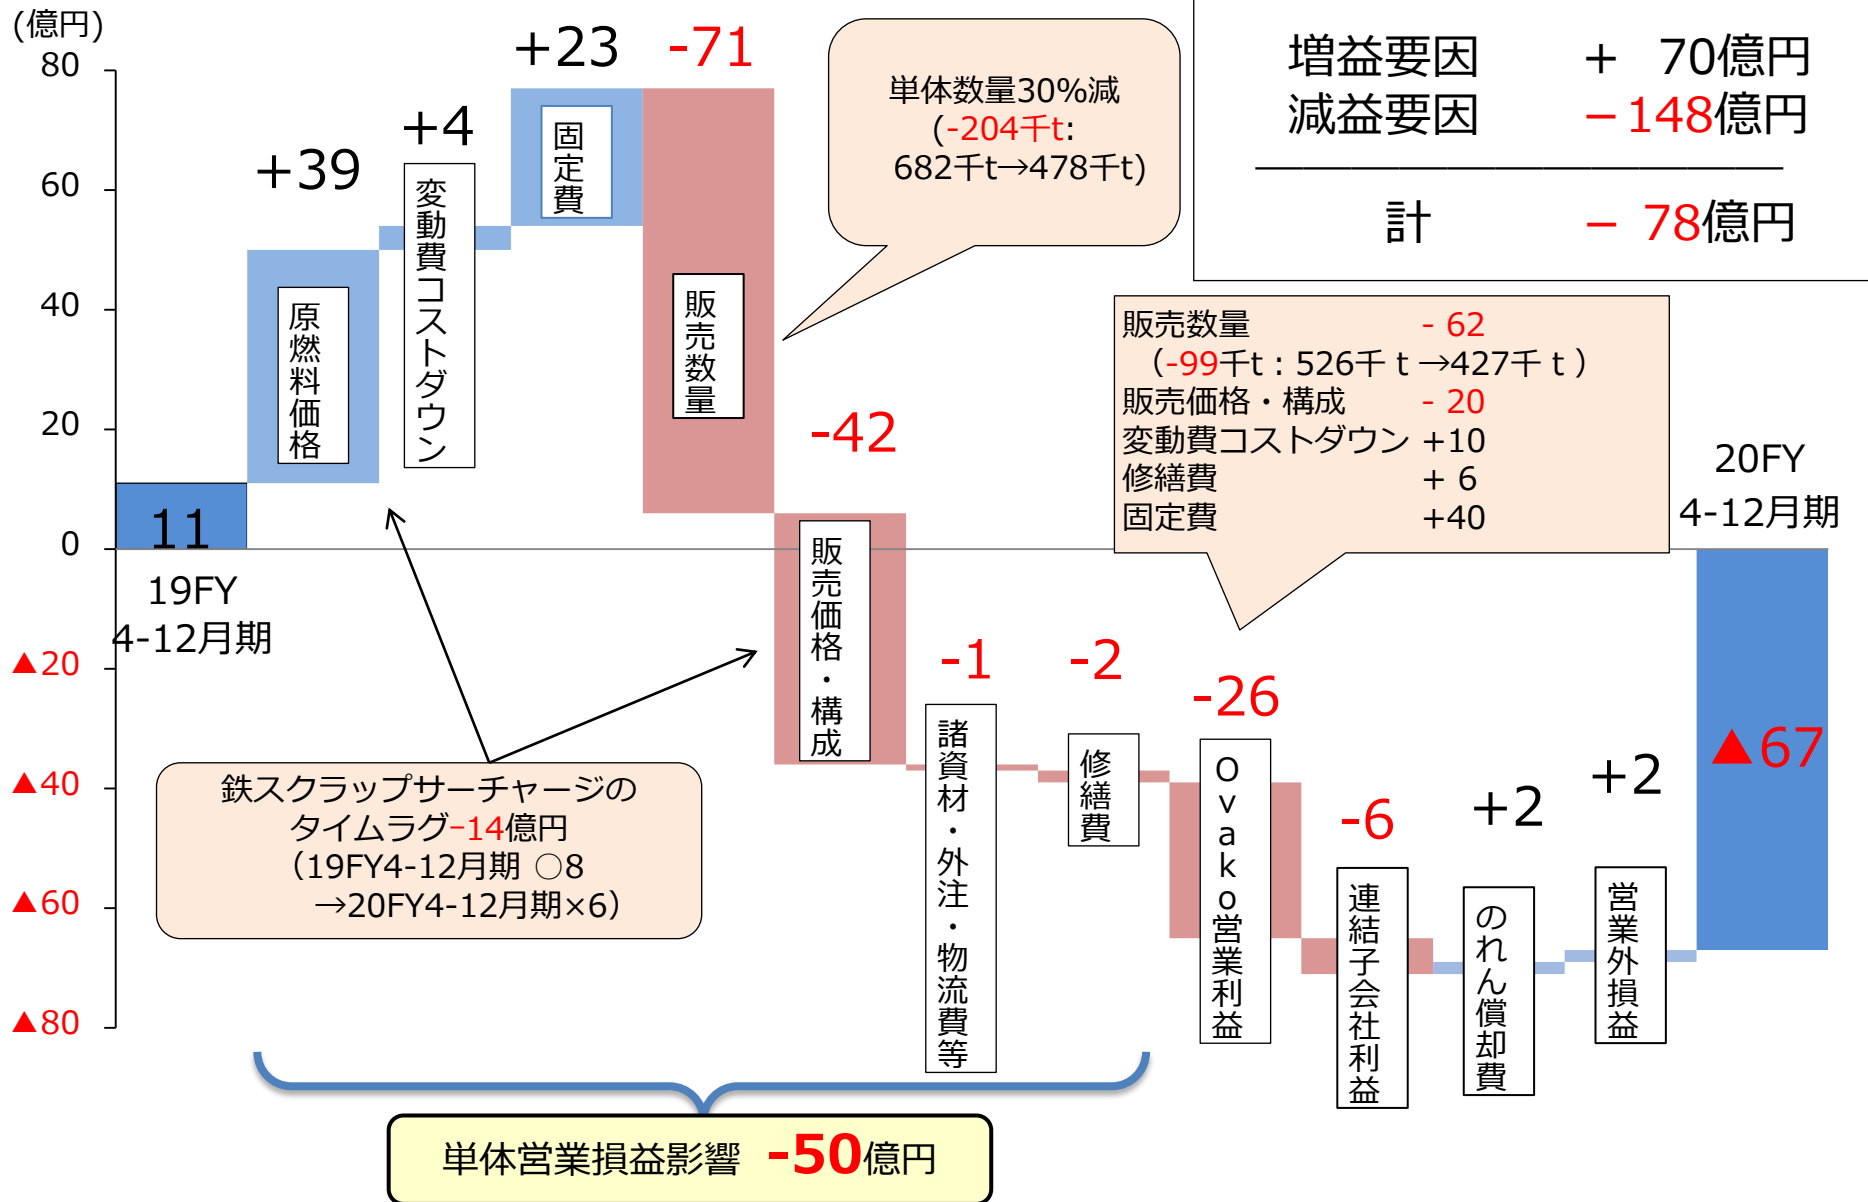 (億円)
80
60
40
20
0
▲20
▲40
▲60
▲80
11
19FY
4-12月期
+39
原燃料価格
+4
変動費コストダウン
+23
固定費
-71
販売数量
単体数量30%減
(-204千t:
682千t→478千t)
-42
販売価格・構成
-1
諸資材・外注・物流費等
-2
修繕費
-26
Ovako営業利益
-6
連結子会社利益
+2
のれん償却費
+2
営業外損益
20FY
4-12月期
▲67
増益要因 + 70億円
減益要因 −148億円
計 − 78億円
販売数量 - 62
(-99千t:526千t→427千t)
販売価格・構成 - 20
変動費コストダウン +10
修繕費 + 6
固定費 +40
鉄スクラップサーチャージの
タイムラグ-14億円
(19FY4-12月期 ○8
→20FY4-12月期×6)
単体営業損益影響 -50億円